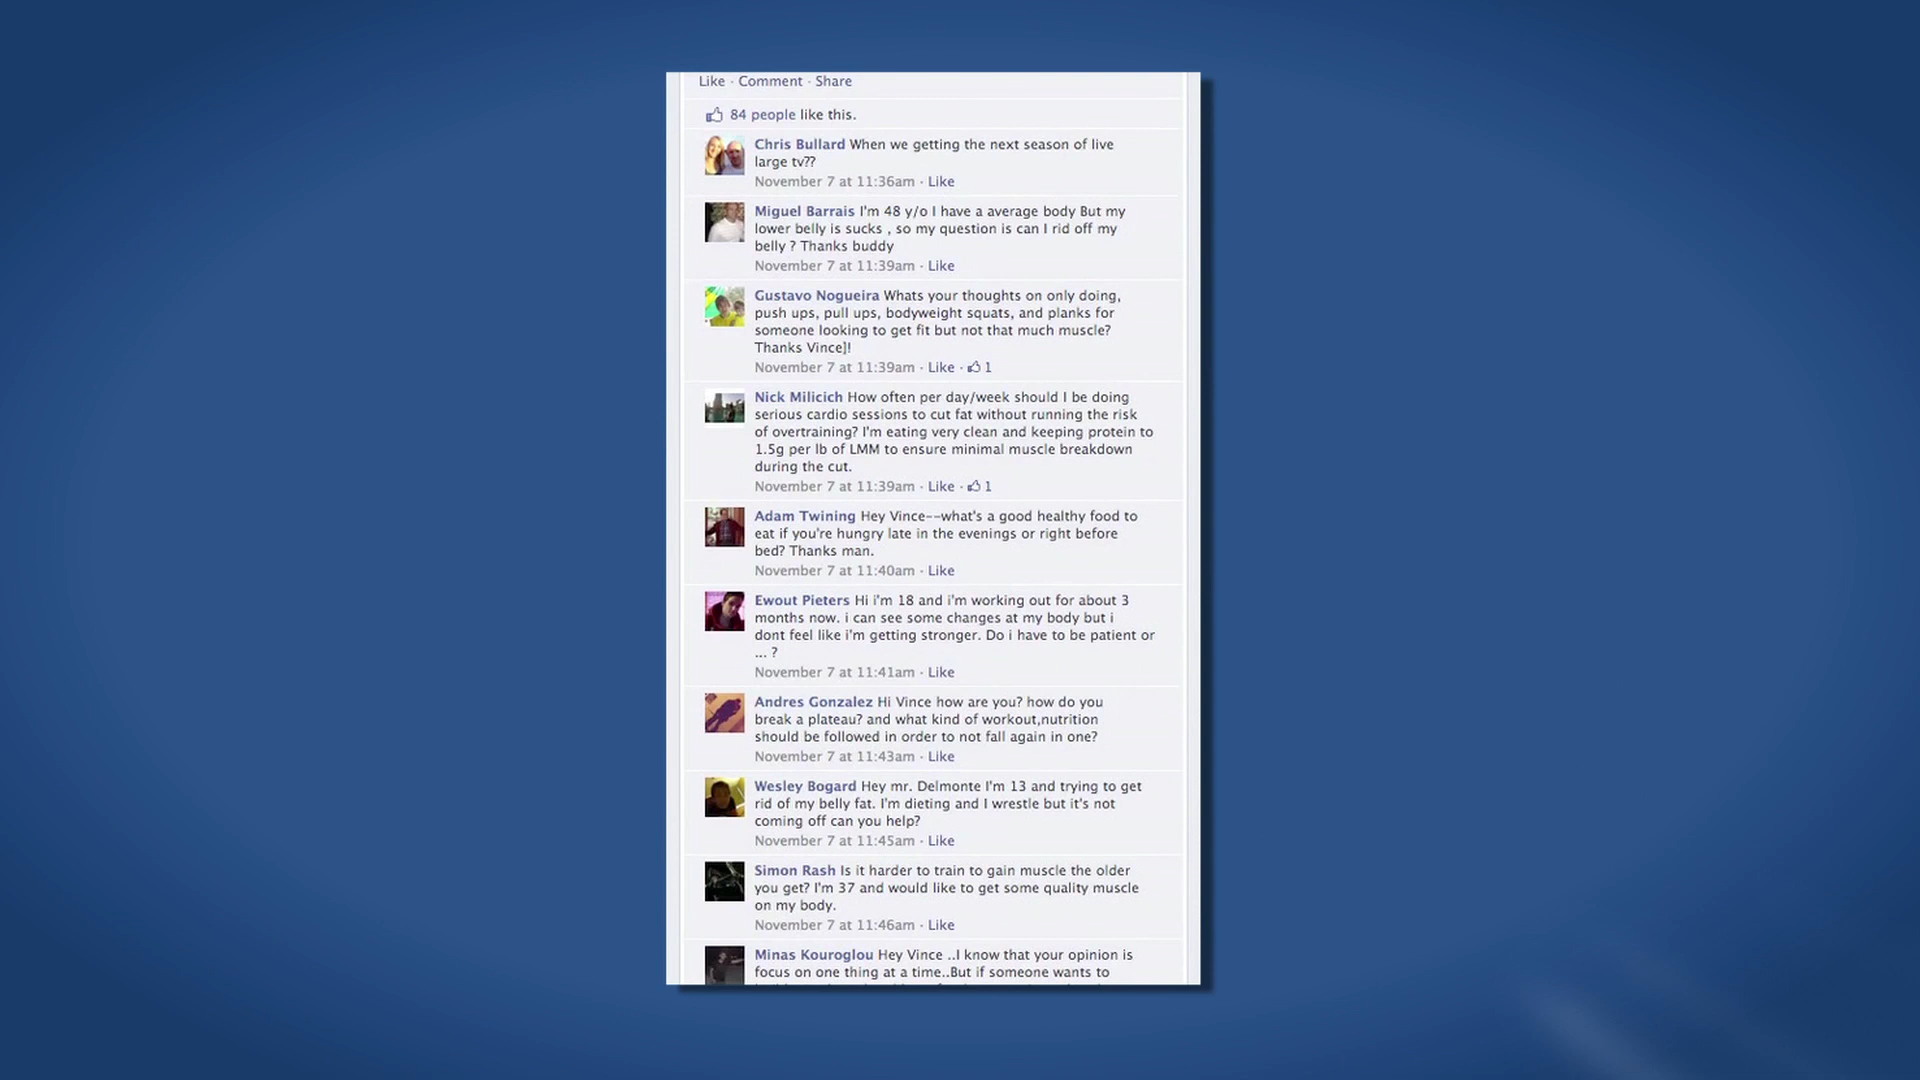 Like · Comment · Share
84 people like this.
Chris Bullard When we getting the next season of live
large tv??
November 7 at 11:36am · Like
Miguel Barrais I'm 48 y/o I have a average body But my
lower belly is sucks , so my question is can I rid off my
belly ? Thanks buddy
November 7 at 11:39am · Like
Gustavo Nogueira Whats your thoughts on only doing,
push ups, pull ups, bodyweight squats, and planks for
someone looking to get fit but not that much muscle?
Thanks Vince]!
November 7 at 11:39am · Like · 1
Nick Milicich How often per day/week should I be doing
serious cardio sessions to cut fat without running the risk
of overtraining? I'm eating very clean and keeping protein to
1.5g per lb of LMM to ensure minimal muscle breakdown
during the cut.
November 7 at 11:39am · Like · 1
Adam Twining Hey Vince--what's a good healthy food to
eat if you're hungry late in the evenings or right before
bed? Thanks man.
November 7 at 11:40am · Like
Ewout Pieters Hi i'm 18 and i'm working out for about 3
months now. i can see some changes at my body but i
dont feel like i'm getting stronger. Do i have to be patient or
... ?
November 7 at 11:41am · Like
Andres Gonzalez Hi Vince how are you? how do you
break a plateau? and what kind of workout,nutrition
should be followed in order to not fall again in one?
November 7 at 11:43am · Like
Wesley Bogard Hey mr. Delmonte I'm 13 and trying to get
rid of my belly fat. I'm dieting and I wrestle but it's not
coming off can you help?
November 7 at 11:45am · Like
Simon Rash Is it harder to train to gain muscle the older
you get? I'm 37 and would like to get some quality muscle
on my body.
November 7 at 11:46am · Like
Minas Kouroglou Hey Vince ..I know that your opinion is
focus on one thing at a time..But if someone wants to